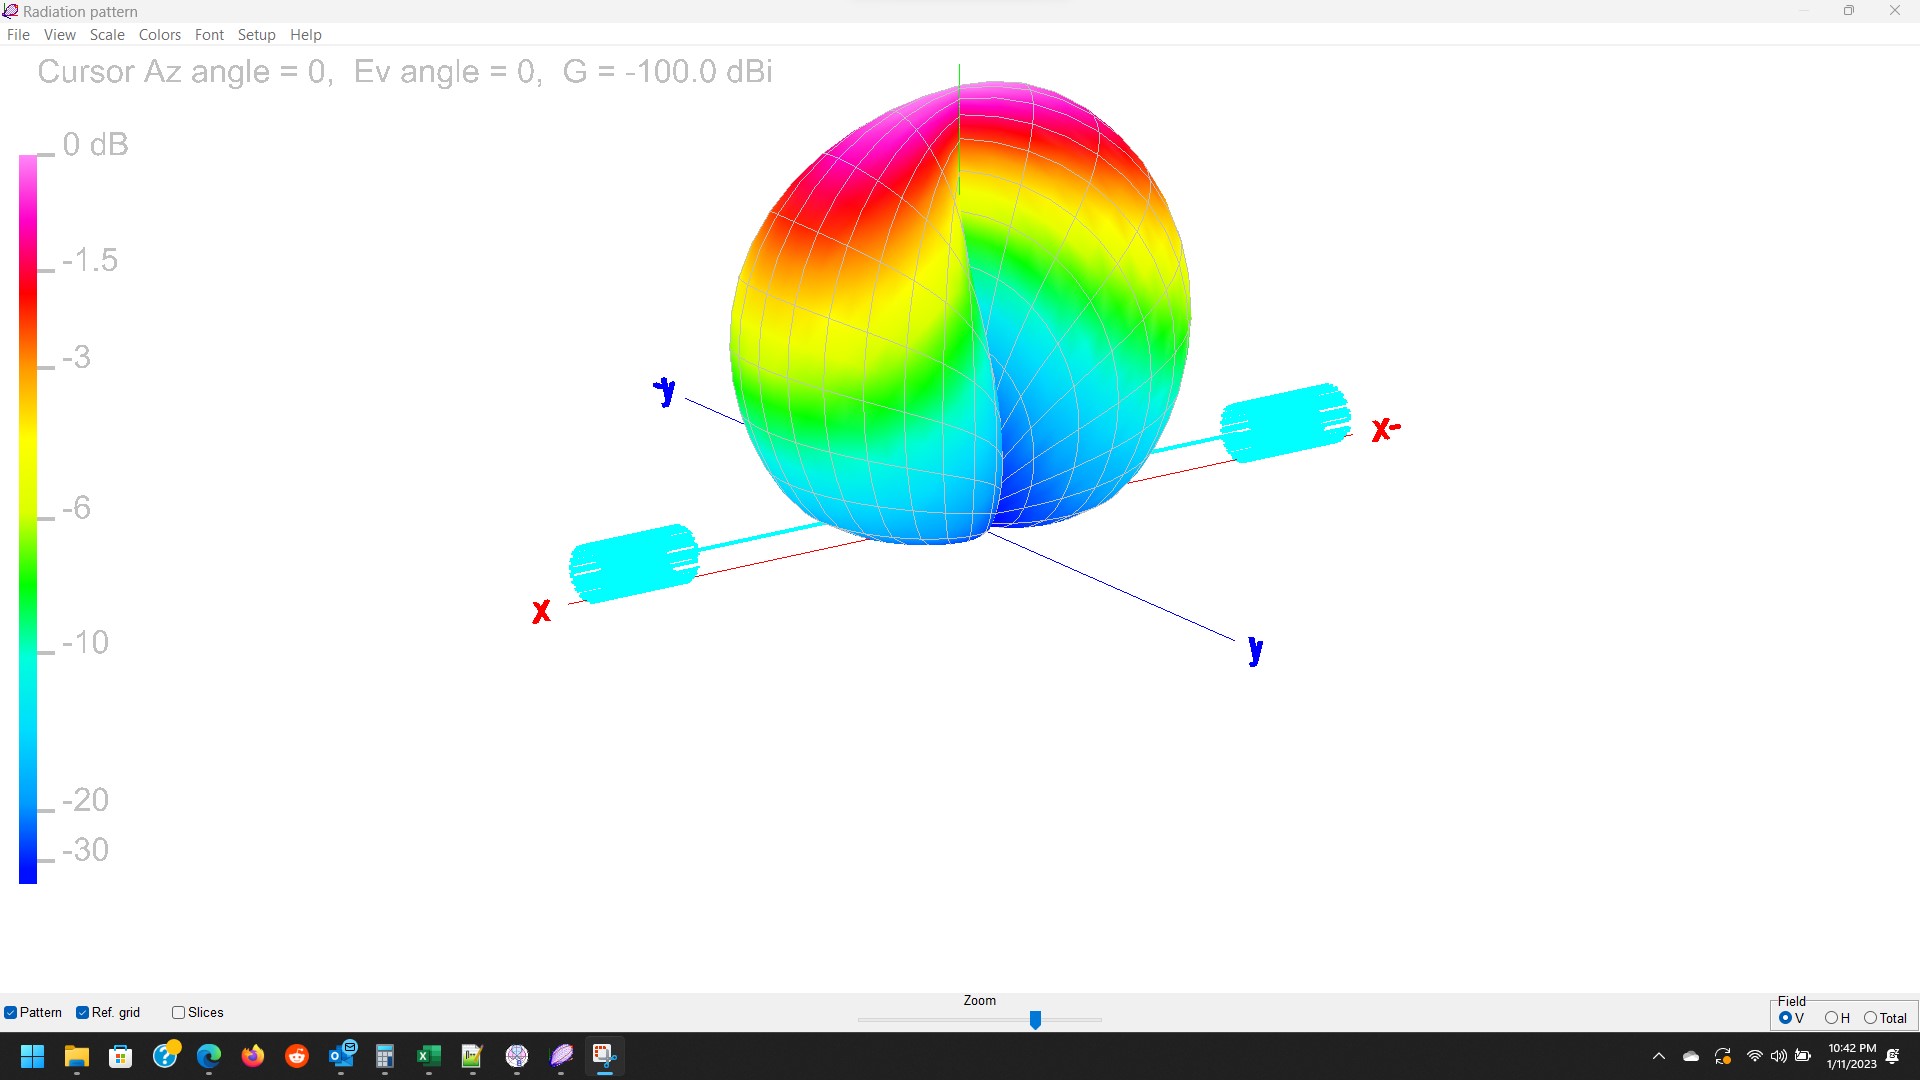 Radiation pattern
File View Scale Colors Font Setup Help
Cursor Az angle = 0, Ev angle = 0, G = -100.0 dBi
0 dB
-1.5
-3
-6
-10
-20
-30
y
x-
x
y
Pattern Ref. grid Slices
Zoom
Field
V H Total
10:42 PM
1/11/2023